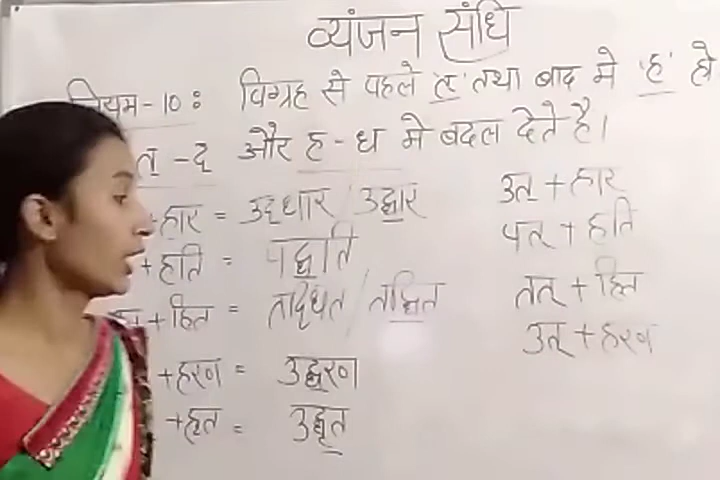 व्यंजन संधि
नियम-10: विग्रह से पहले 'त्' तथा बाद मे 'ह' हो
त् - द् और ह - ध मे बदल देते है।
+हार = उद्धार / उद्धार उत् + हार
+हति = पद्धति पत् + हति
+हित = तद्धित / तद्धित तत् + हित
उत् + हरण
+हरण = उद्धरण
+हृत = उद्धृत